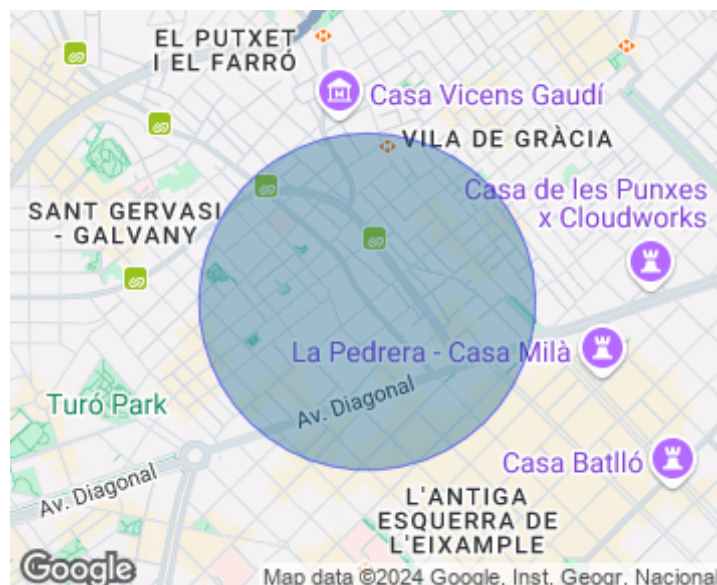 EL PUTXET
I EL FARRÓ
Casa Vicens Gaudí
VILA DE GRÀCIA
Casa de les Punxes
x Cloudworks
SANT GERVASI
- GALVANY
La Pedrera - Casa Milà
Turó Park
Av. Diagonal
Casa Batlló
Av. Diagonal
L'ANTIGA
ESQUERRA DE
L'EIXAMPLE
Google
Map data ©2024 Google, Inst. Geogr. Nacional